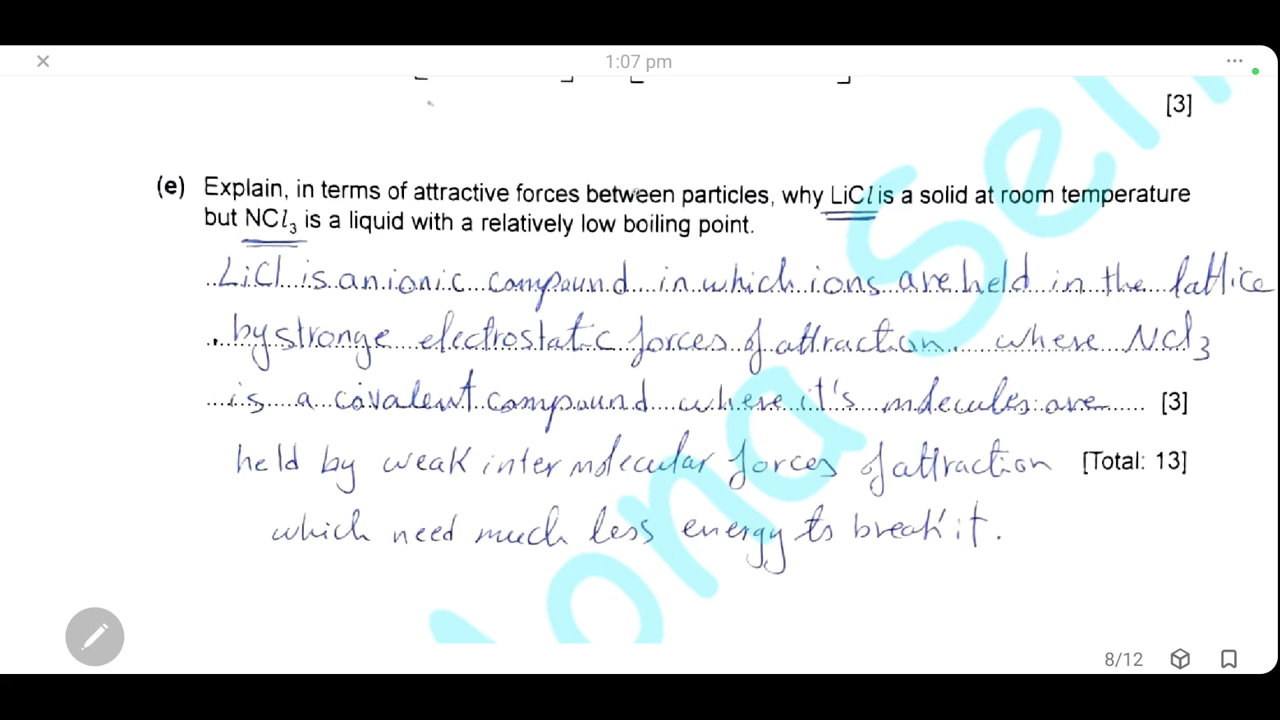 1:07 pm
[3]
(e) Explain, in terms of attractive forces between particles, why LiCl is a solid at room temperature
but NCl3 is a liquid with a relatively low boiling point.
LiCl is an ionic compound in which ions are held in the lattice
by stronge electrostatic forces of attraction where NCl3
is a covalent compound where it's molecules are [3]
held by weak inter molecular forces of attraction [Total: 13]
which need much less energy to break it.
8/12